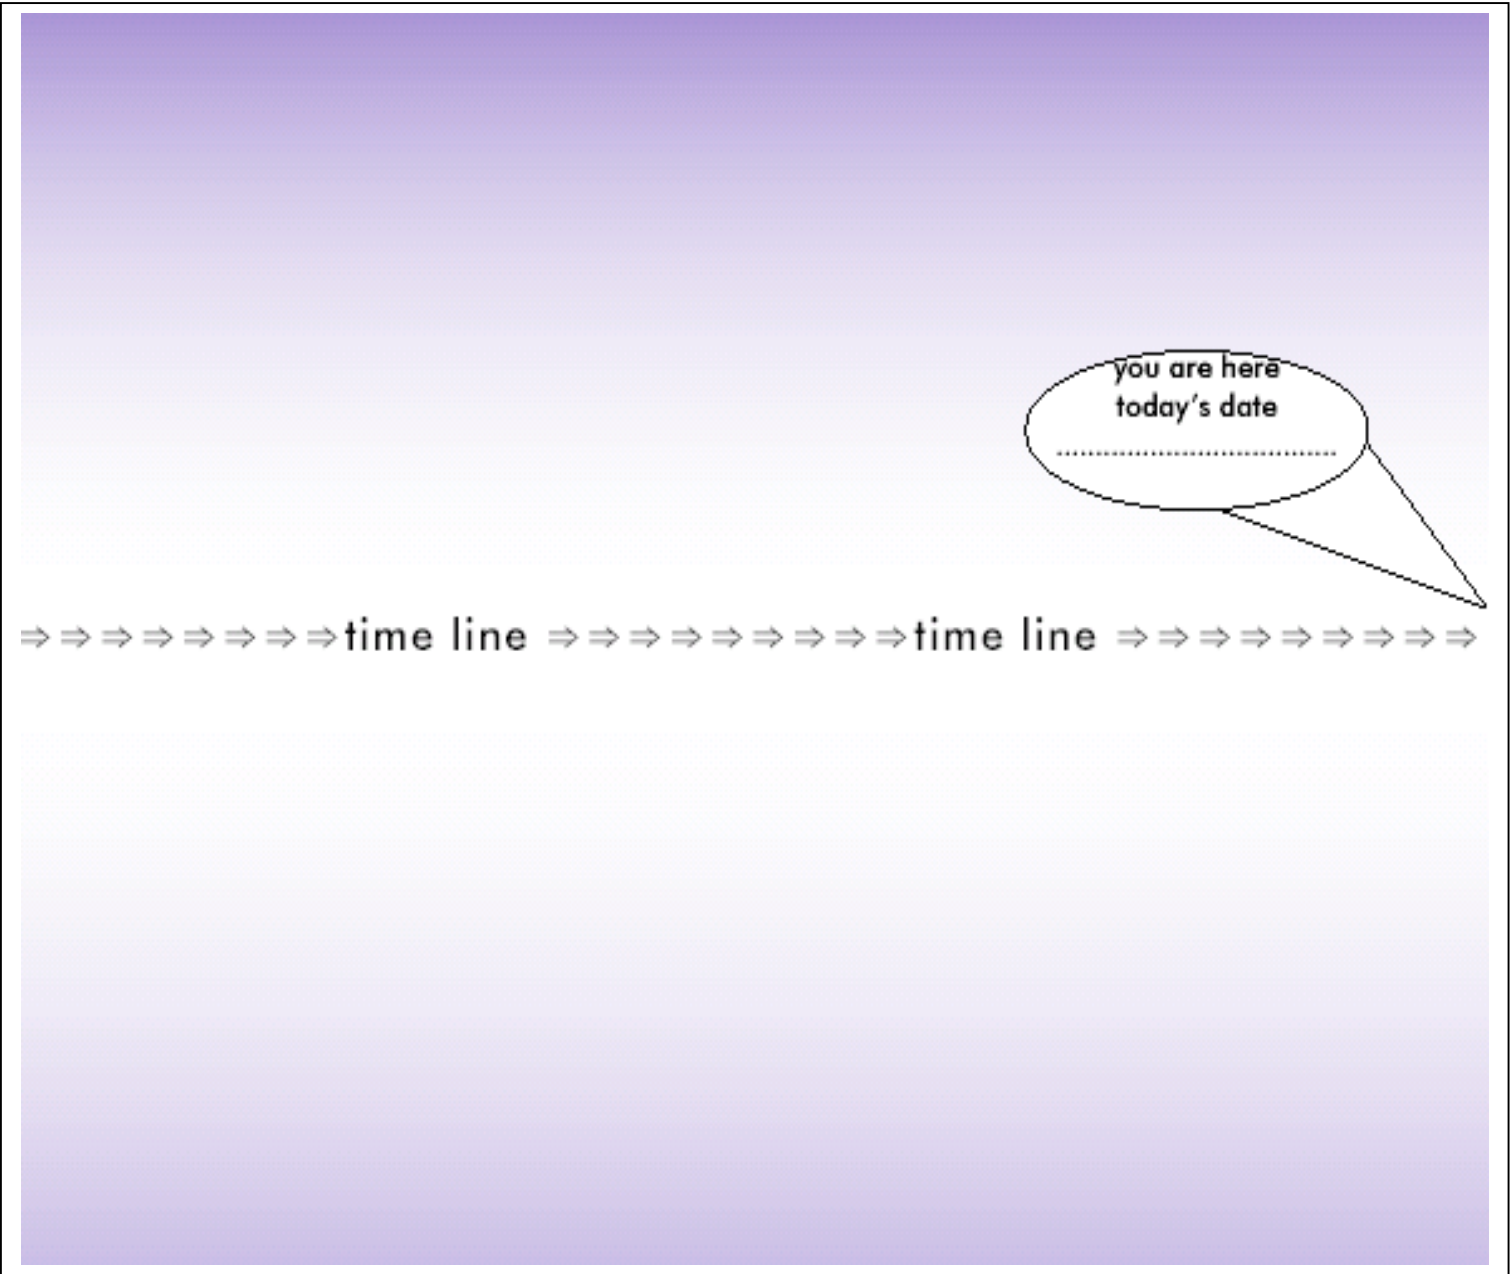 you are here
today's date
.......................................
⇒⇒⇒⇒⇒⇒⇒⇒time line ⇒⇒⇒⇒⇒⇒⇒⇒⇒time line ⇒⇒⇒⇒⇒⇒⇒⇒⇒